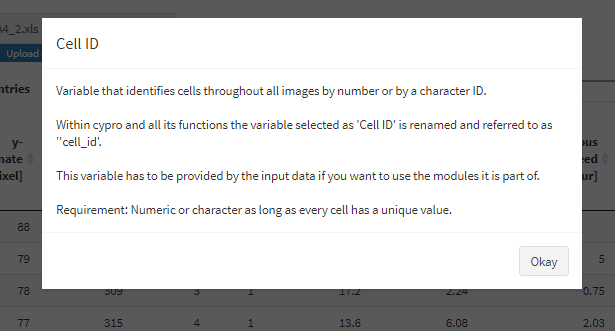 A4_2.xls
Upload
Cell ID
Variable that identifies cells throughout all images by number or by a character ID.
Within cypro and all its functions the variable selected as 'Cell ID' is renamed and referred to as
"cell_id'.
This variable has to be provided by the input data if you want to use the modules it is part of.
Requirement: Numeric or character as long as every cell has a unique value.
Okay
ntries
y-
nate
ixel]
ous
eed
ur]
88
79 5
78 309 3 1 17.2 2.24 0.75
77 315 4 1 13.6 6.08 2.03